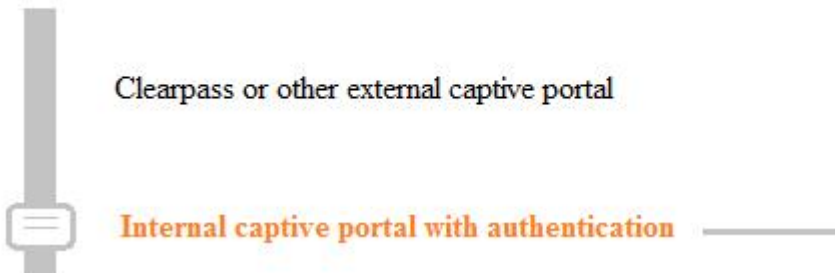 Clearpass or other external captive portal
Internal captive portal with authentication